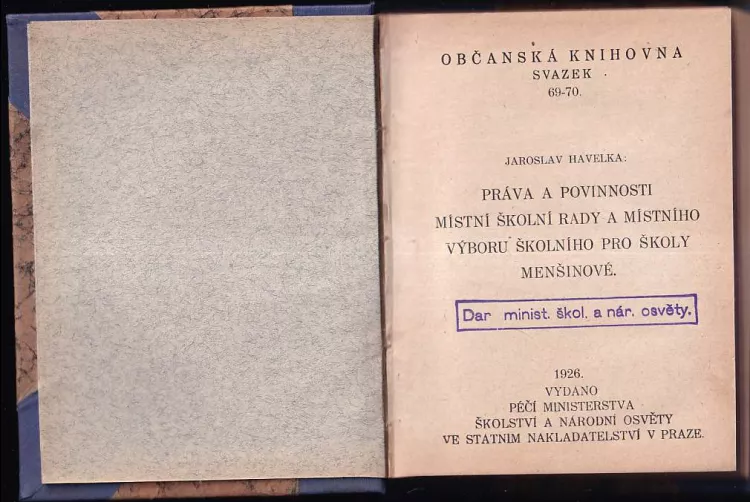 OBČANSKÁ KNIHOVNA
SVAZEK
69-70.
JAROSLAV HAVELKA:
PRÁVA A POVINNOSTI
MÍSTNÍ ŠKOLNÍ RADY A MÍSTNÍHO
VÝBORU ŠKOLNÍHO PRO ŠKOLY
MENŠINOVÉ.
Dar minist. škol. a nár. osvěty.
1926.
VYDÁNO
PÉČÍ MINISTERSTVA
ŠKOLSTVÍ A NÁRODNÍ OSVĚTY
VE STATNIM NAKLADATELSTVÍ V PRAZE.